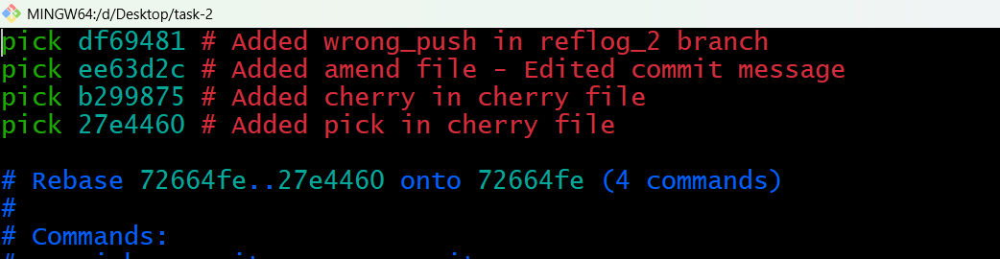 MINGW64:/d/Desktop/task-2
pick df69481 # Added wrong_push in reflog_2 branch
pick ee63d2c # Added amend file - Edited commit message
pick b299875 # Added cherry in cherry file
pick 27e4460 # Added pick in cherry file
# Rebase 72664fe..27e4460 onto 72664fe (4 commands)
#
# Commands: